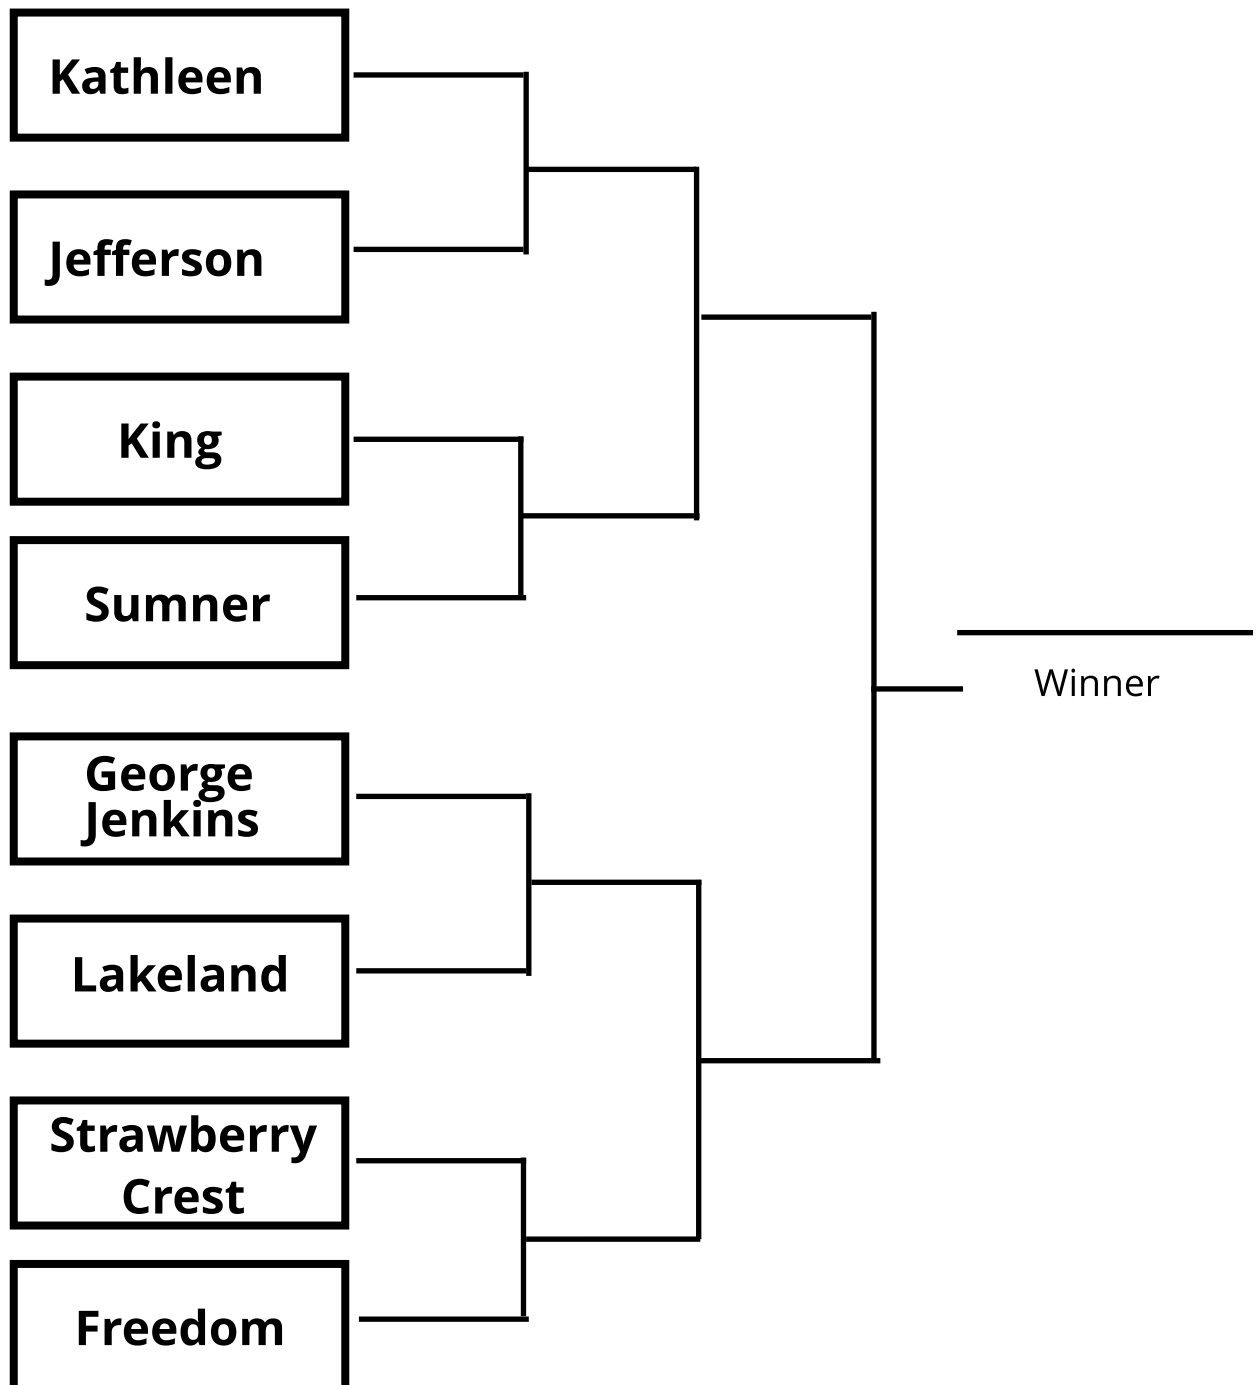 Kathleen
Jefferson
King
Sumner
George
Jenkins
Lakeland
Strawberry
Crest
Freedom
Winner